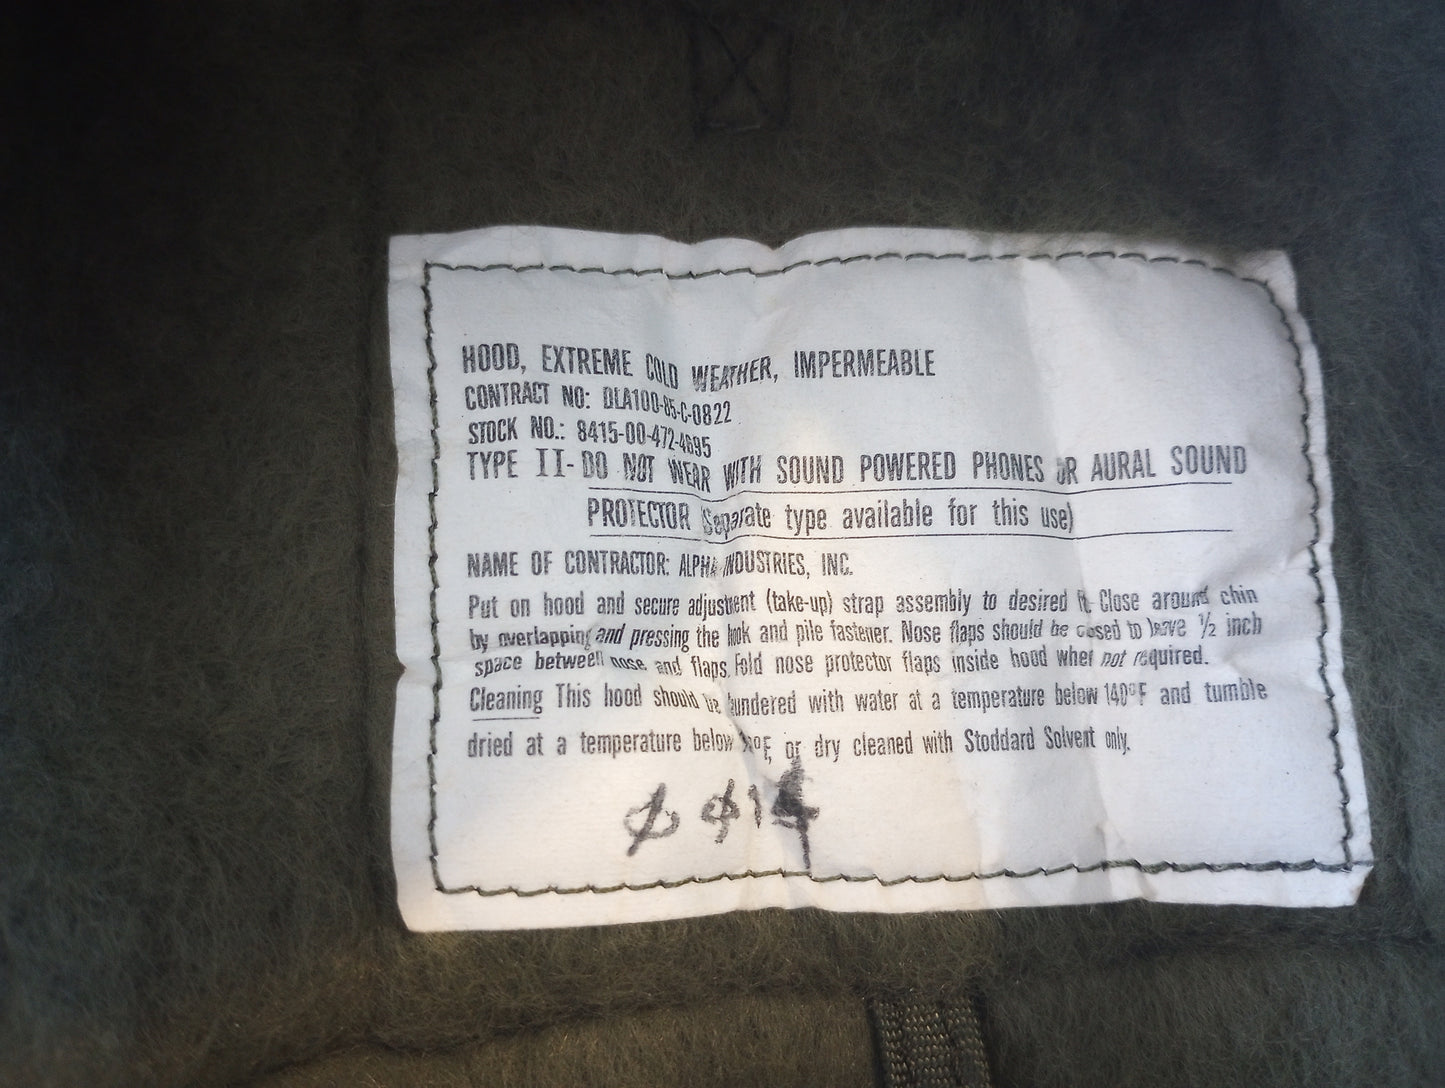 HOOD, EXTREME COLD WEATHER, IMPERMEABLE
CONTRACT NO: DLA100-85-C-0822
STOCK NO.: 8415-00-472-4695
TYPE II- DO NOT WEAR WITH SOUND POWERED PHONES OR AURAL SOUND
PROTECTOR (Separate type available for this use)
NAME OF CONTRACTOR: ALPHA INDUSTRIES, INC.
Put on hood and secure adjustment (take-up) strap assembly to desired fit. Close around chin
by overlapping and pressing the hook and pile fastener. Nose flaps should be closed to leave ½ inch
space between nose and flaps. Fold nose protector flaps inside hood when not required.
Cleaning This hood should be laundered with water at a temperature below 140°F and tumble
dried at a temperature below or dry cleaned with Stoddard Solvent only.